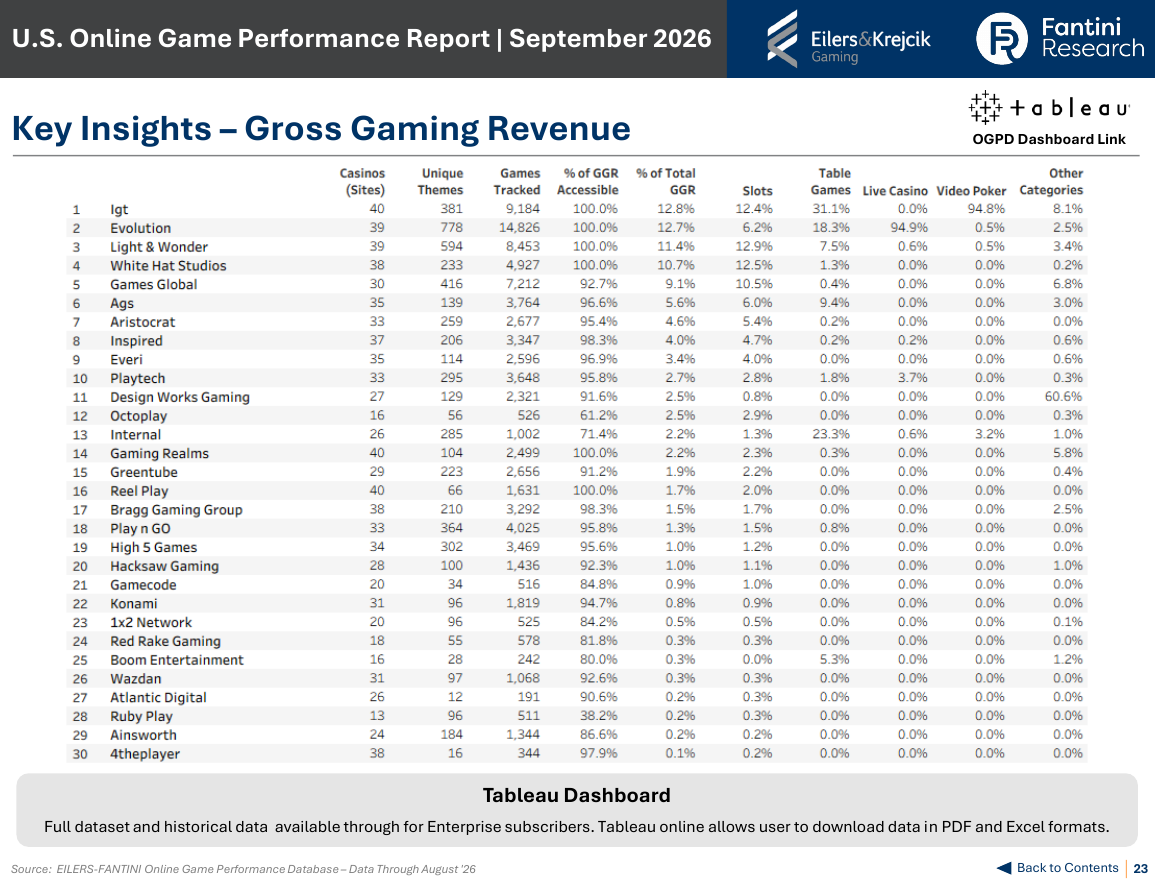 U.S. Online Game Performance Report | September 2026
Eilers&Krejcik
Gaming
Fantini
Research
Key Insights – Gross Gaming Revenue
+ableau
OGPD Dashboard Link
Casinos (Sites) Unique Themes Games Tracked % of GGR Accessible % of Total GGR Slots Table Games Live Casino Video Poker Other Categories
1 Igt 40 381 9,184 100.0% 12.8% 12.4% 31.1% 0.0% 94.8% 8.1%
2 Evolution 39 778 14,826 100.0% 12.7% 6.2% 18.3% 94.9% 0.5% 2.5%
3 Light & Wonder 39 594 8,453 100.0% 11.4% 12.9% 7.5% 0.6% 0.5% 3.4%
4 White Hat Studios 38 233 4,927 100.0% 10.7% 12.5% 1.3% 0.0% 0.0% 0.2%
5 Games Global 30 416 7,212 92.7% 9.1% 10.5% 0.4% 0.0% 0.0% 6.8%
6 Ags 35 139 3,764 96.6% 5.6% 6.0% 9.4% 0.0% 0.0% 3.0%
7 Aristocrat 33 259 2,677 95.4% 4.6% 5.4% 0.2% 0.0% 0.0% 0.0%
8 Inspired 37 206 3,347 98.3% 4.0% 4.7% 0.2% 0.2% 0.0% 0.6%
9 Everi 35 114 2,596 96.9% 3.4% 4.0% 0.0% 0.0% 0.0% 0.6%
10 Playtech 33 295 3,648 95.8% 2.7% 2.8% 1.8% 3.7% 0.0% 0.3%
11 Design Works Gaming 27 129 2,321 91.6% 2.5% 0.8% 0.0% 0.0% 0.0% 60.6%
12 Octoplay 16 56 526 61.2% 2.5% 2.9% 0.0% 0.0% 0.0% 0.3%
13 Internal 26 285 1,002 71.4% 2.2% 1.3% 23.3% 0.6% 3.2% 1.0%
14 Gaming Realms 40 104 2,499 100.0% 2.2% 2.3% 0.3% 0.0% 0.0% 5.8%
15 Greentube 29 223 2,656 91.2% 1.9% 2.2% 0.0% 0.0% 0.0% 0.4%
16 Reel Play 40 66 1,631 100.0% 1.7% 2.0% 0.0% 0.0% 0.0% 0.0%
17 Bragg Gaming Group 38 210 3,292 98.3% 1.5% 1.7% 0.0% 0.0% 0.0% 2.5%
18 Play n GO 33 364 4,025 95.8% 1.3% 1.5% 0.8% 0.0% 0.0% 0.0%
19 High 5 Games 34 302 3,469 95.6% 1.0% 1.2% 0.0% 0.0% 0.0% 0.0%
20 Hacksaw Gaming 28 100 1,436 92.3% 1.0% 1.1% 0.0% 0.0% 0.0% 1.0%
21 Gamecode 20 34 516 84.8% 0.9% 1.0% 0.0% 0.0% 0.0% 0.0%
22 Konami 31 96 1,819 94.7% 0.8% 0.9% 0.0% 0.0% 0.0% 0.0%
23 1x2 Network 20 96 525 84.2% 0.5% 0.5% 0.0% 0.0% 0.0% 0.1%
24 Red Rake Gaming 18 55 578 81.8% 0.3% 0.3% 0.0% 0.0% 0.0% 0.0%
25 Boom Entertainment 16 28 242 80.0% 0.3% 0.0% 5.3% 0.0% 0.0% 1.2%
26 Wazdan 31 97 1,068 92.6% 0.3% 0.3% 0.0% 0.0% 0.0% 0.0%
27 Atlantic Digital 26 12 191 90.6% 0.2% 0.3% 0.0% 0.0% 0.0% 0.0%
28 Ruby Play 13 96 511 38.2% 0.2% 0.3% 0.0% 0.0% 0.0% 0.0%
29 Ainsworth 24 184 1,344 86.6% 0.2% 0.2% 0.0% 0.0% 0.0% 0.0%
30 4theplayer 38 16 344 97.9% 0.1% 0.2% 0.0% 0.0% 0.0% 0.0%
Tableau Dashboard
Full dataset and historical data available through for Enterprise subscribers. Tableau online allows user to download data in PDF and Excel formats.
Source: EILERS-FANTINI Online Game Performance Database – Data Through August '26
Back to Contents | 23